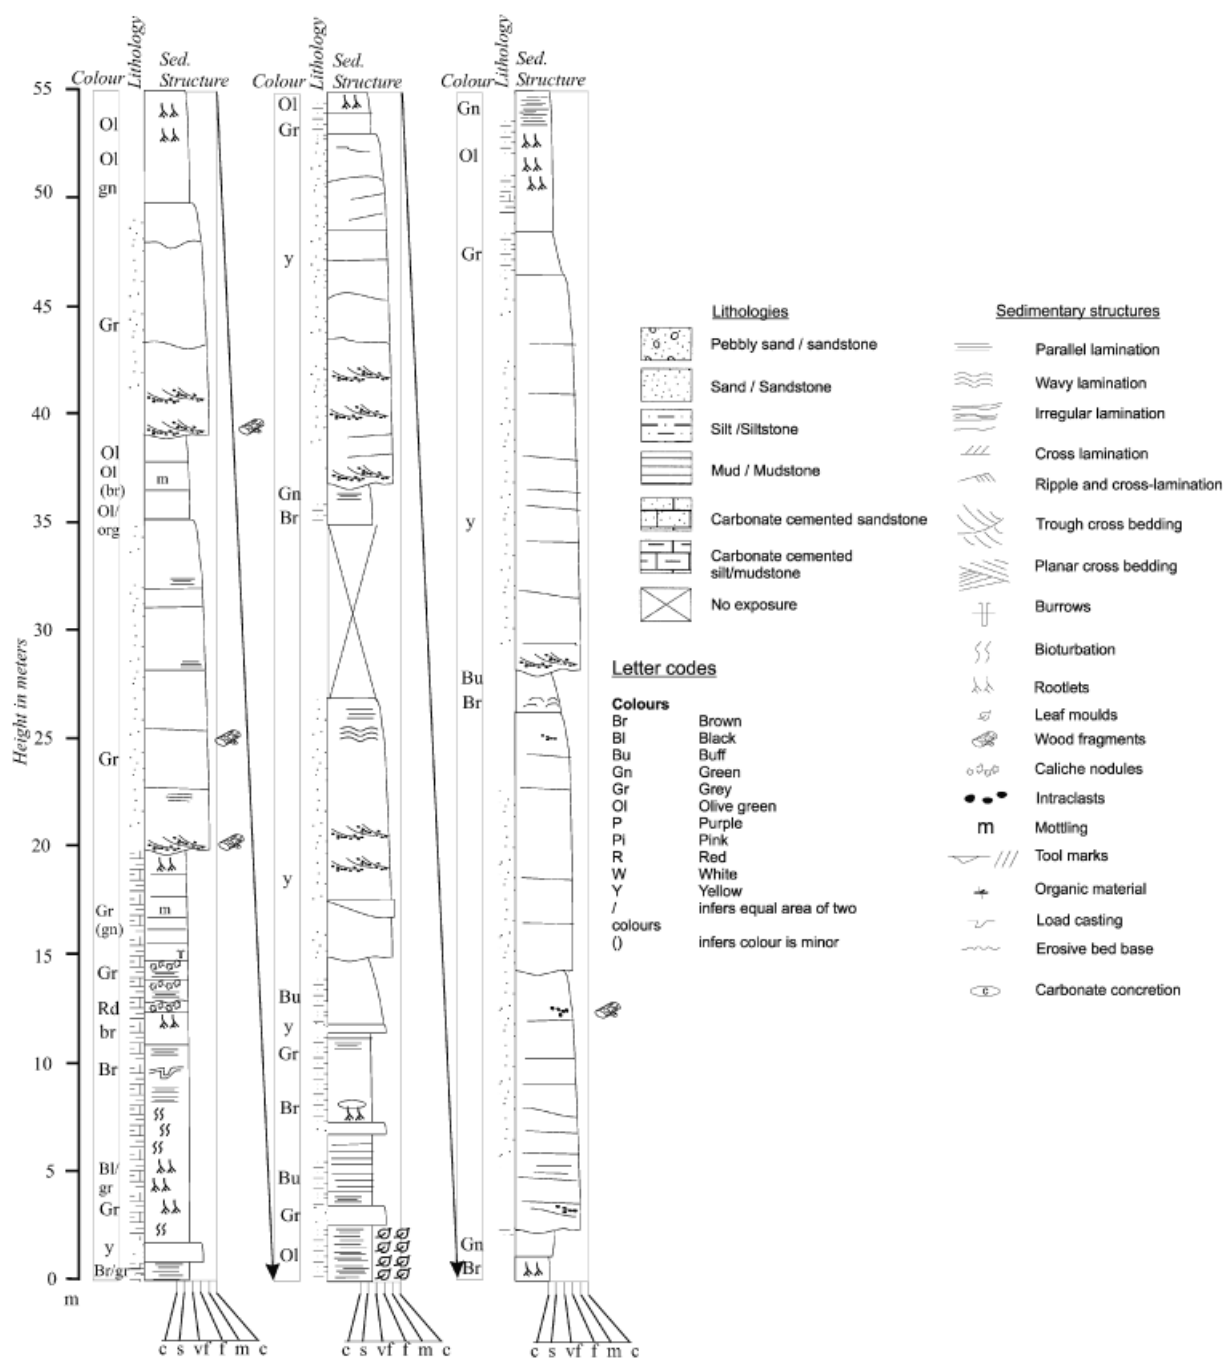 Colour Lithology Sed. Structure
Colour Lithology Sed. Structure
Colour Lithology Sed. Structure
Height in meters
55
50
45
40
35
30
25
20
15
10
5
0
m
Ol
Ol
gn
Gr
Ol
Ol
(br)
m
Ol/
org
Gr
Gr
(gn)
m
Gr
Rd
br
Br
Bl/
gr
Gr
y
Br/gr
c s vf f m c
Ol
Gr
y
Gn
Br
y
Bu
y
Gr
Br
Bu
Gr
Ol
c s vf f m c
Gn
Ol
Gr
y
Bu
Br
Gn
Br
c s vf f m c
Lithologies
Pebbly sand / sandstone
Sand / Sandstone
Silt /Siltstone
Mud / Mudstone
Carbonate cemented sandstone
Carbonate cemented
silt/mudstone
No exposure
Letter codes
Colours
Br Brown
Bl Black
Bu Buff
Gn Green
Gr Grey
Ol Olive green
P Purple
Pi Pink
R Red
W White
Y Yellow
/ infers equal area of two
colours
() infers colour is minor
Sedimentary structures
Parallel lamination
Wavy lamination
Irregular lamination
Cross lamination
Ripple and cross-lamination
Trough cross bedding
Planar cross bedding
Burrows
Bioturbation
Rootlets
Leaf moulds
Wood fragments
Caliche nodules
Intraclasts
m Mottling
Tool marks
Organic material
Load casting
Erosive bed base
c Carbonate concretion